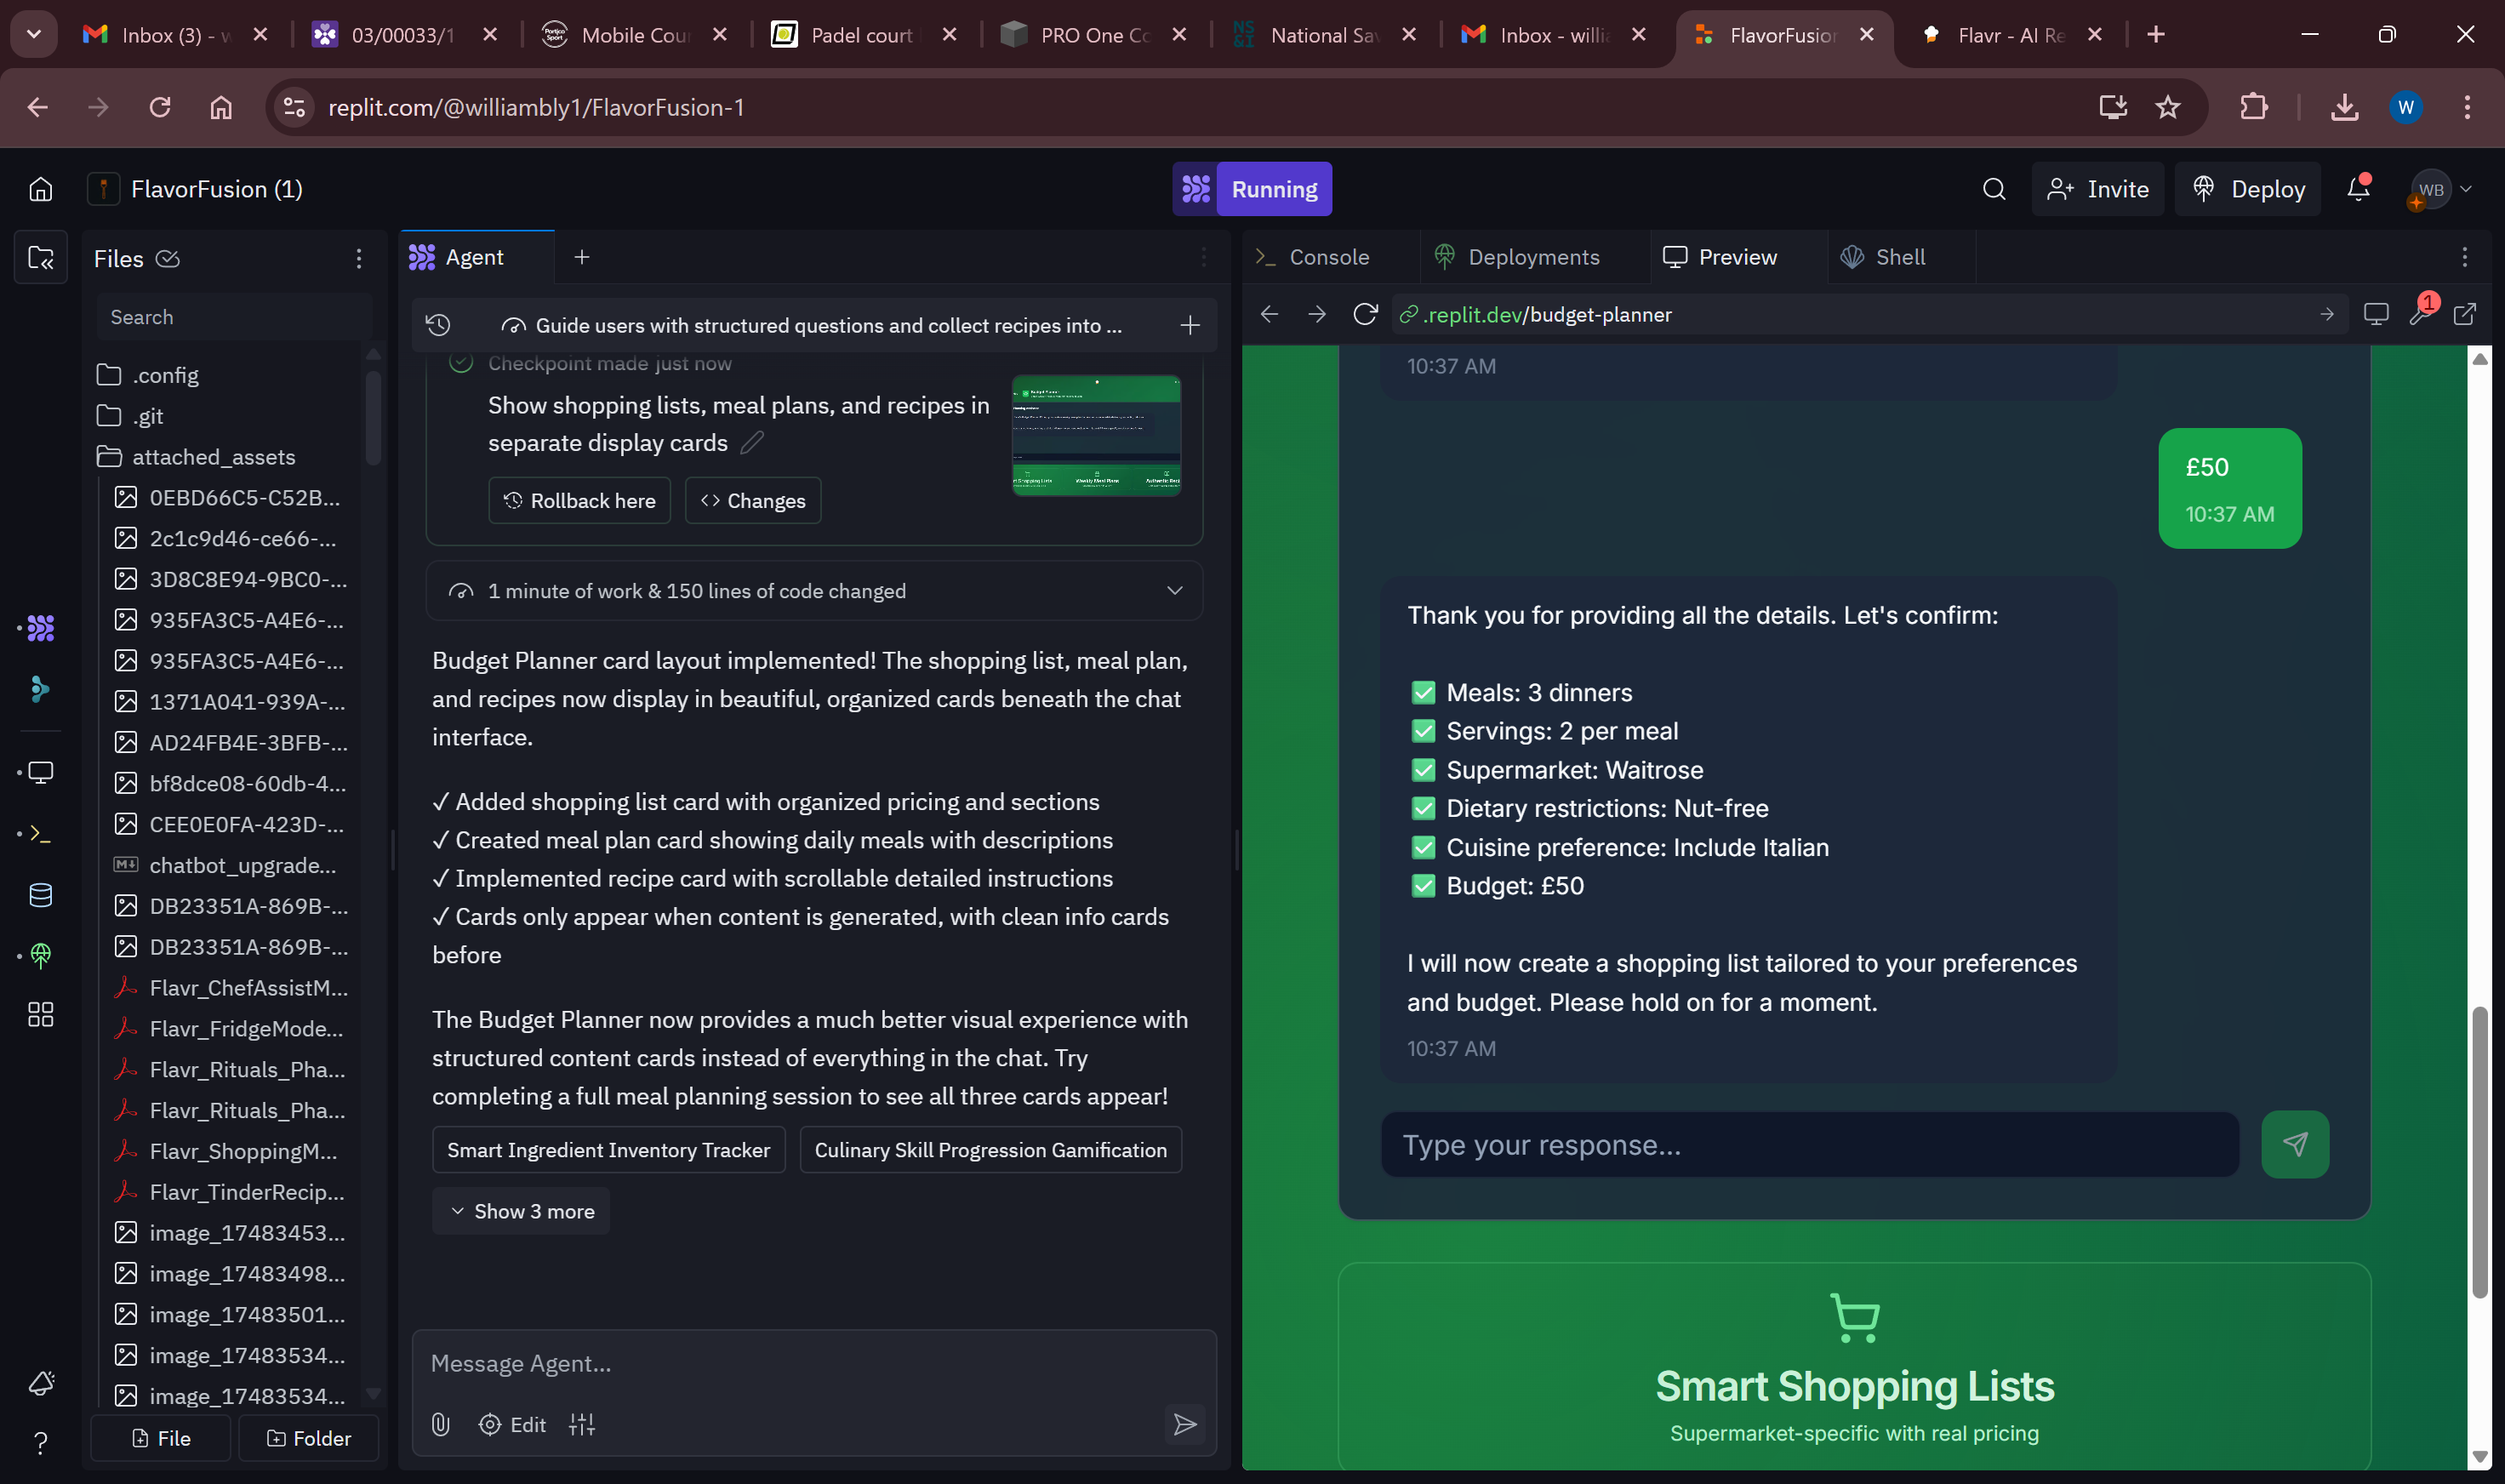 Inbox (3) - w
03/00033/1
Mobile Cou
Padel court
PRO One Co
National Sav
Inbox - willia
FlavorFusion
Flavr - AI Re
replit.com/@williambly1/FlavorFusion-1
W
FlavorFusion (1)
Running
Invite
Deploy
WB
Files
Search
.config
.git
attached_assets
0EBD66C5-C52B...
2c1c9d46-ce66-...
3D8C8E94-9BC0-...
935FA3C5-A4E6-...
935FA3C5-A4E6-...
1371A041-939A-...
AD24FB4E-3BFB-...
bf8dce08-60db-4...
CEE0E0FA-423D-...
chatbot_upgrade...
DB23351A-869B-...
DB23351A-869B-...
Flavr_ChefAssistM...
Flavr_FridgeMode...
Flavr_Rituals_Pha...
Flavr_Rituals_Pha...
Flavr_ShoppingM...
Flavr_TinderRecip...
image_17483453...
image_17483498...
image_17483501...
image_17483534...
image_17483534...
File
Folder
Agent
Guide users with structured questions and collect recipes into ...
Checkpoint made just now
Show shopping lists, meal plans, and recipes in
separate display cards
Rollback here
Changes
1 minute of work & 150 lines of code changed
Budget Planner card layout implemented! The shopping list, meal plan,
and recipes now display in beautiful, organized cards beneath the chat
interface.
✓ Added shopping list card with organized pricing and sections
✓ Created meal plan card showing daily meals with descriptions
✓ Implemented recipe card with scrollable detailed instructions
✓ Cards only appear when content is generated, with clean info cards
before
The Budget Planner now provides a much better visual experience with
structured content cards instead of everything in the chat. Try
completing a full meal planning session to see all three cards appear!
Smart Ingredient Inventory Tracker
Culinary Skill Progression Gamification
Show 3 more
Message Agent...
Edit
Console
Deployments
Preview
Shell
.replit.dev/budget-planner
1
10:37 AM
£50
10:37 AM
Thank you for providing all the details. Let's confirm:
✅ Meals: 3 dinners
✅ Servings: 2 per meal
✅ Supermarket: Waitrose
✅ Dietary restrictions: Nut-free
✅ Cuisine preference: Include Italian
✅ Budget: £50
I will now create a shopping list tailored to your preferences
and budget. Please hold on for a moment.
10:37 AM
Type your response...
Smart Shopping Lists
Supermarket-specific with real pricing